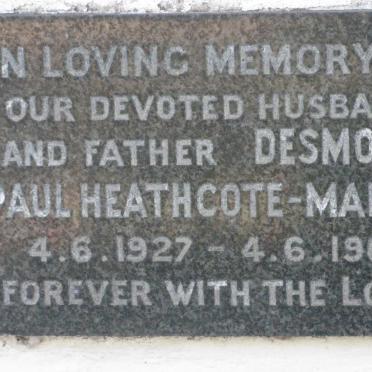 N LOVING MEMORY
OUR DEVOTED HUSBA
AND FATHER DESMO
PAUL HEATHCOTE-MA
4.6.1927 - 4.6.19
FOREVER WITH THE LO